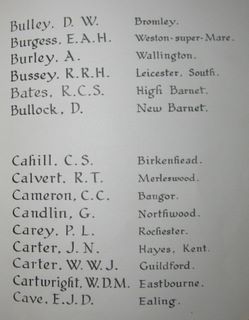 Bulley, D. W. Bromley.
Burgess, E.A.H. Weston-super-Mare.
Burley, A. Wallington.
Bussey, R.R.H. Leicester, South.
Bates, R.C.S. High Barnet.
Bullock, D. New Barnet.
Cahill, C.S. Birkenhead.
Calvert, R.T. Merleswood.
Cameron, C.C. Bangor.
Candlin, G. Northwood.
Carey, P. L. Rochester.
Carter, J. N. Hayes, Kent.
Carter, W. W. J. Guildford.
Cartwright, W.D.M. Eastbourne.
Cave, E.J.D. Ealing.